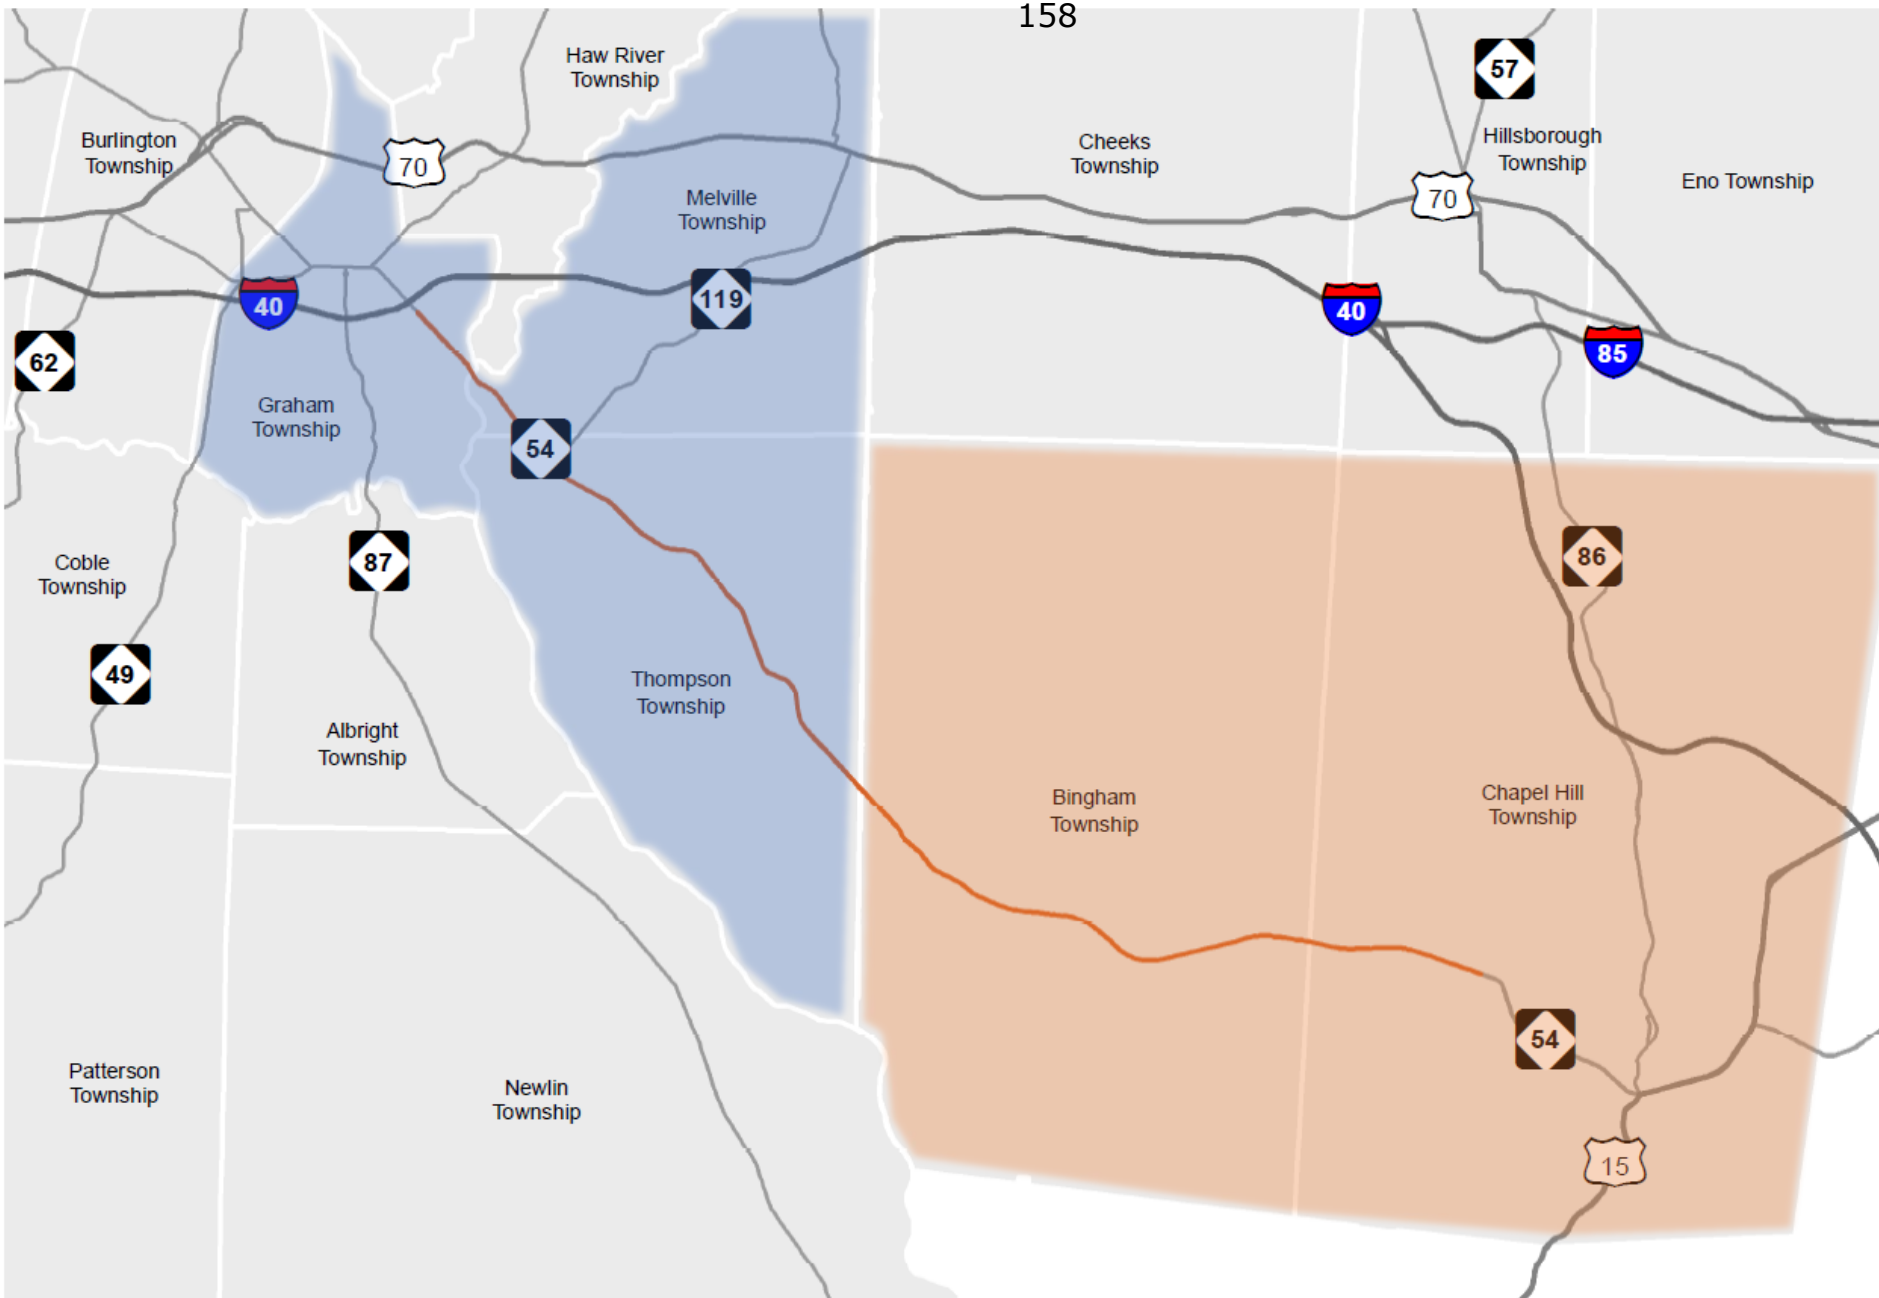 158
57
Haw River
Township
Burlington
Township
70
Cheeks
Township
Hillsborough
Township
Eno Township
70
Melville
Township
40
119
40
85
62
Graham
Township
54
86
Coble
Township
87
49
Thompson
Township
Albright
Township
Bingham
Township
Chapel Hill
Township
54
Patterson
Township
Newlin
Township
15